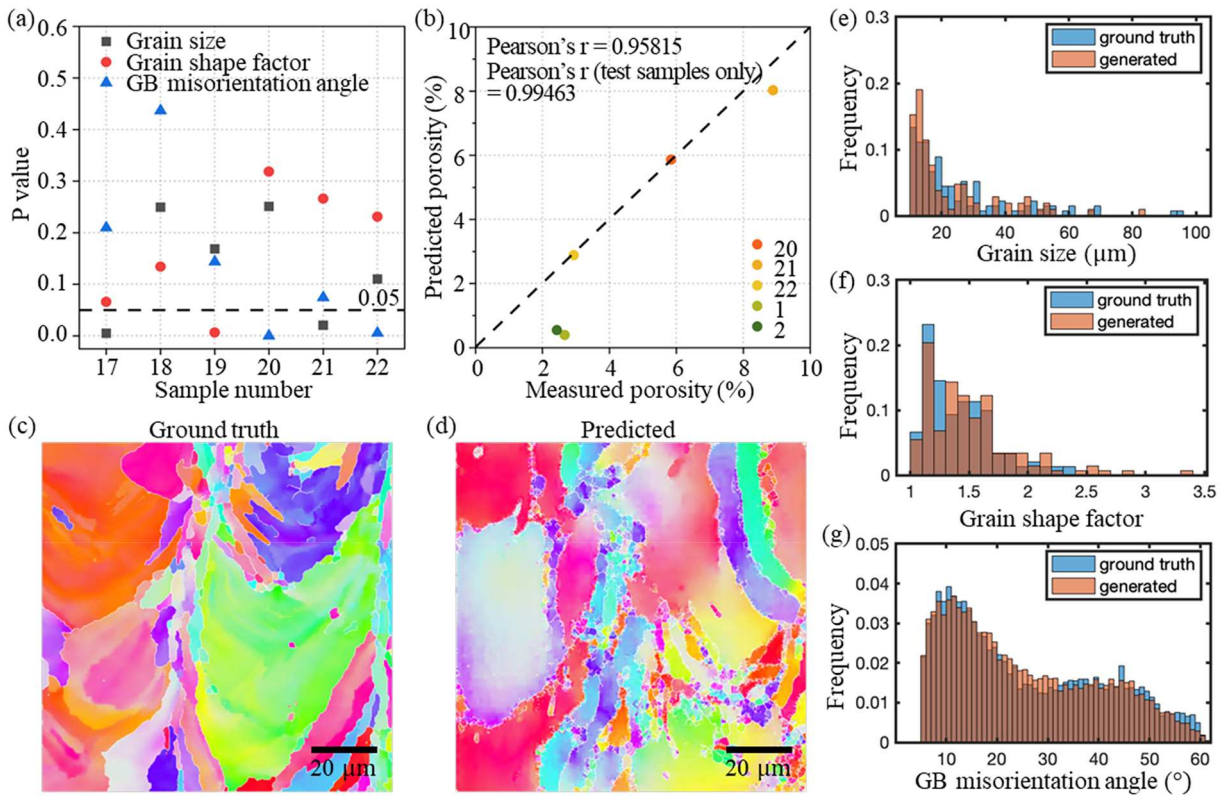 (a)
0.6
0.5
0.4
0.3
0.2
0.1
0.0
P value
Grain size
Grain shape factor
GB misorientation angle
0.05
17 18 19 20 21 22
Sample number
(b)
10
8
6
4
2
0
Predicted porosity (%)
Pearson's r = 0.95815
Pearson's r (test samples only)
= 0.99463
20
21
22
1
2
0 2 4 6 8 10
Measured porosity (%)
(c)
Ground truth
20 μm
(d)
Predicted
20 μm
(e)
0.3
0.2
0.1
0
Frequency
ground truth
generated
20 40 60 80 100
Grain size (μm)
(f)
0.3
0.2
0.1
0
Frequency
ground truth
generated
1 1.5 2 2.5 3 3.5
Grain shape factor
(g)
0.05
0.04
0.03
0.02
0.01
0
Frequency
ground truth
generated
10 20 30 40 50 60
GB misorientation angle (°)